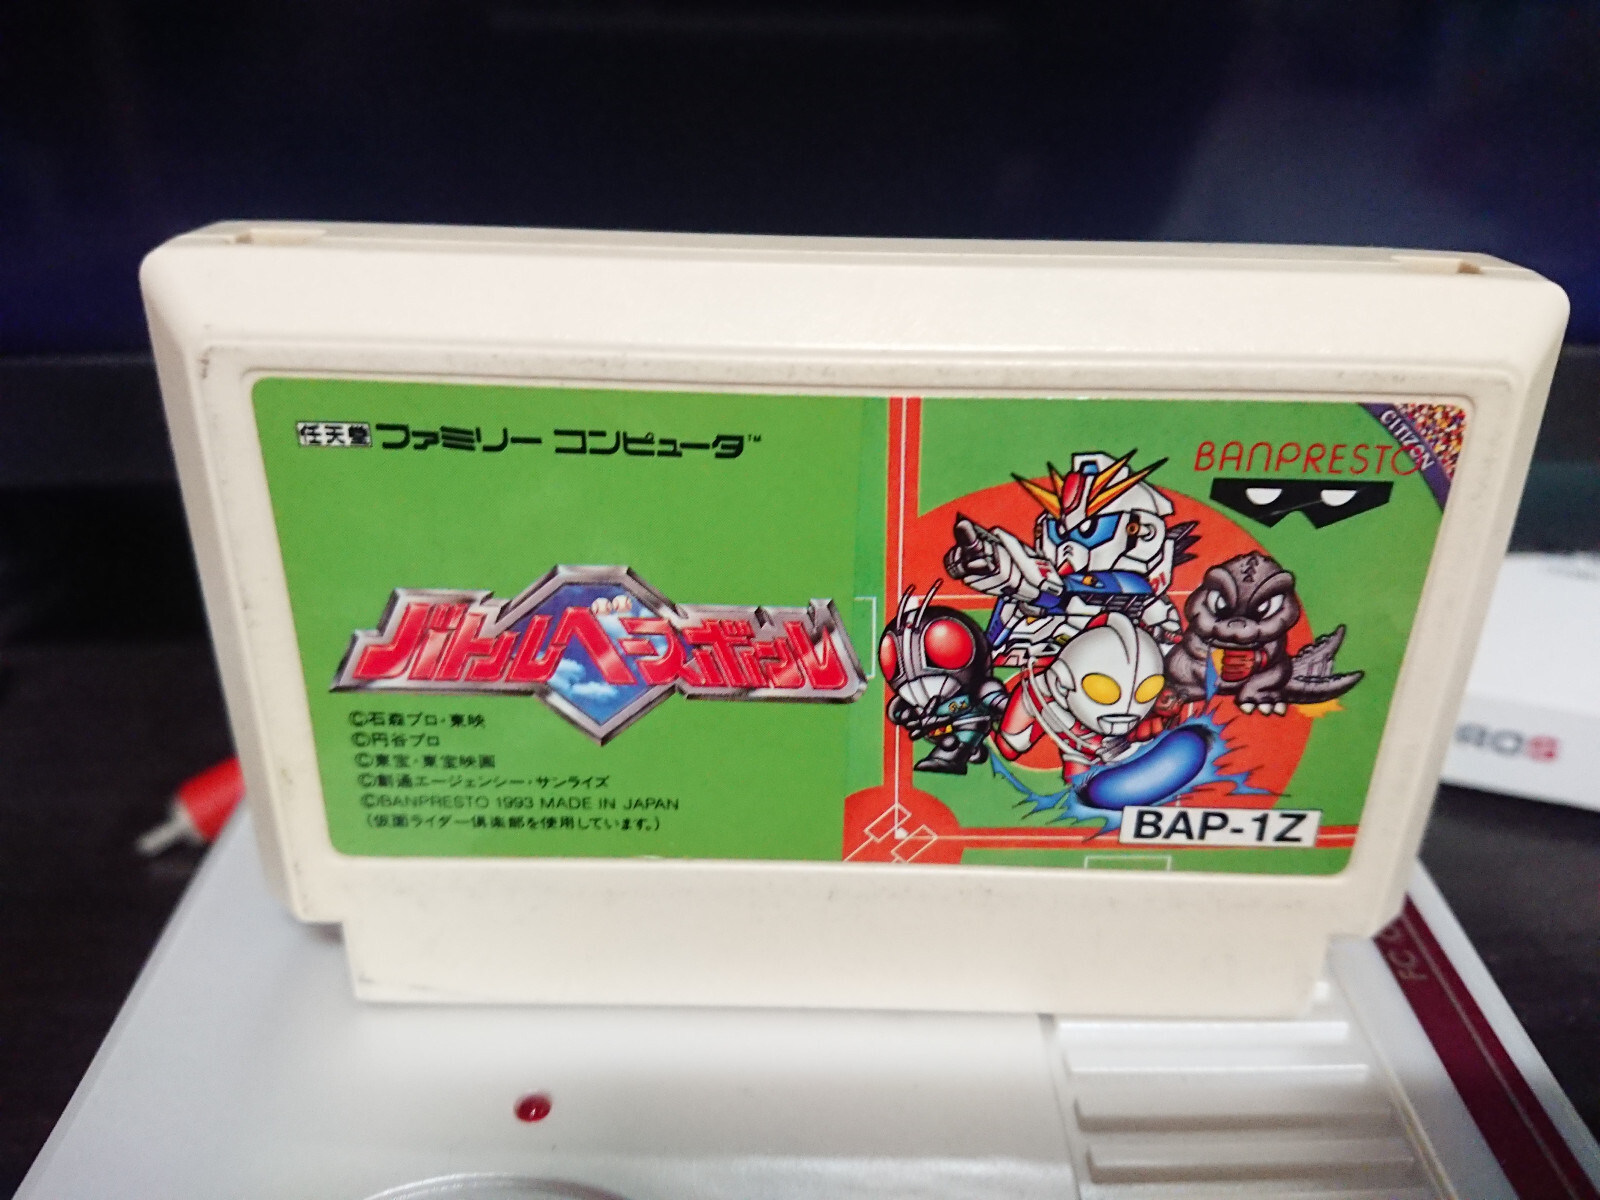 任天堂 ファミリー コンピュータ™
BANPRESTO
CITIZEN
バトルベースボール
©石森プロ・東映
©円谷プロ
©東宝・東宝映画
©創通エージェンシー・サンライズ
©BANPRESTO 1993 MADE IN JAPAN
(仮面ライダー倶楽部を使用しています。)
BAP-1Z